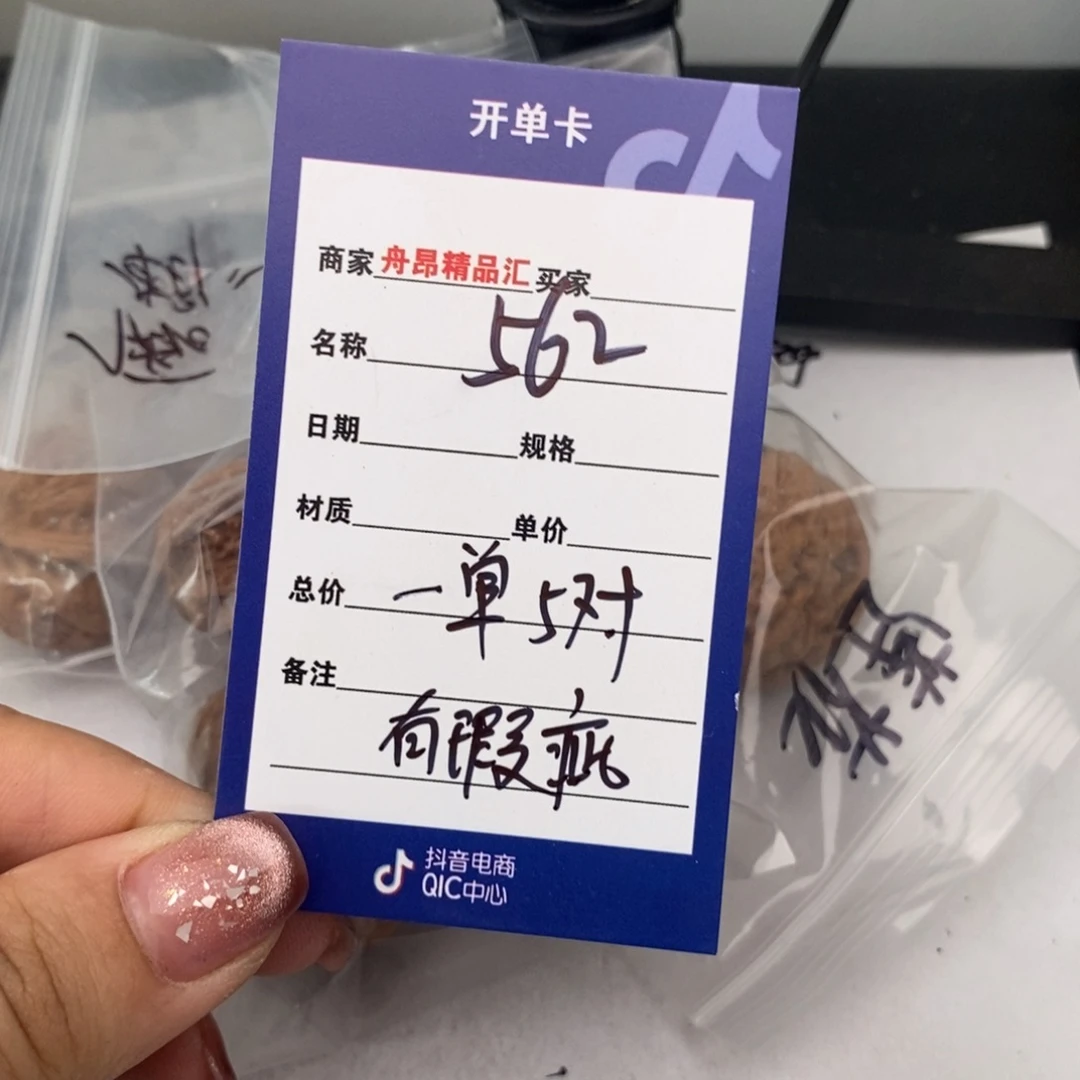 开单卡
商家 舟昂精品汇 买家
名称 562
日期 规格
材质 单价
总价 一单5对
备注
有瑕疵
抖音电商
QIC中心